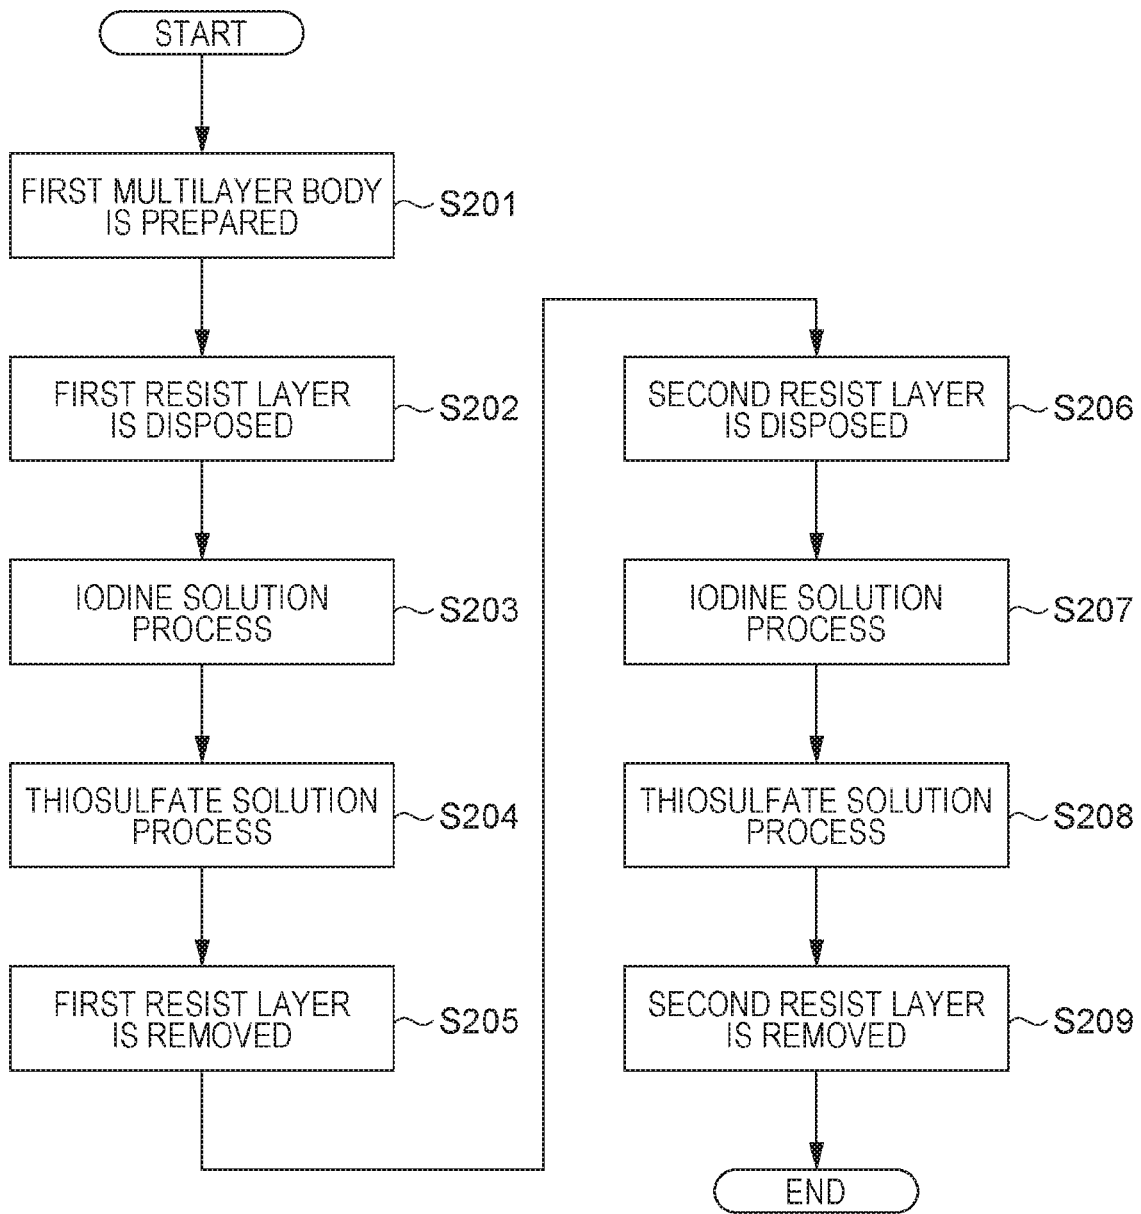 START
FIRST MULTILAYER BODY
IS PREPARED
S201
FIRST RESIST LAYER
IS DISPOSED
S202
IODINE SOLUTION
PROCESS
S203
THIOSULFATE SOLUTION
PROCESS
S204
FIRST RESIST LAYER
IS REMOVED
S205
SECOND RESIST LAYER
IS DISPOSED
S206
IODINE SOLUTION
PROCESS
S207
THIOSULFATE SOLUTION
PROCESS
S208
SECOND RESIST LAYER
IS REMOVED
S209
END